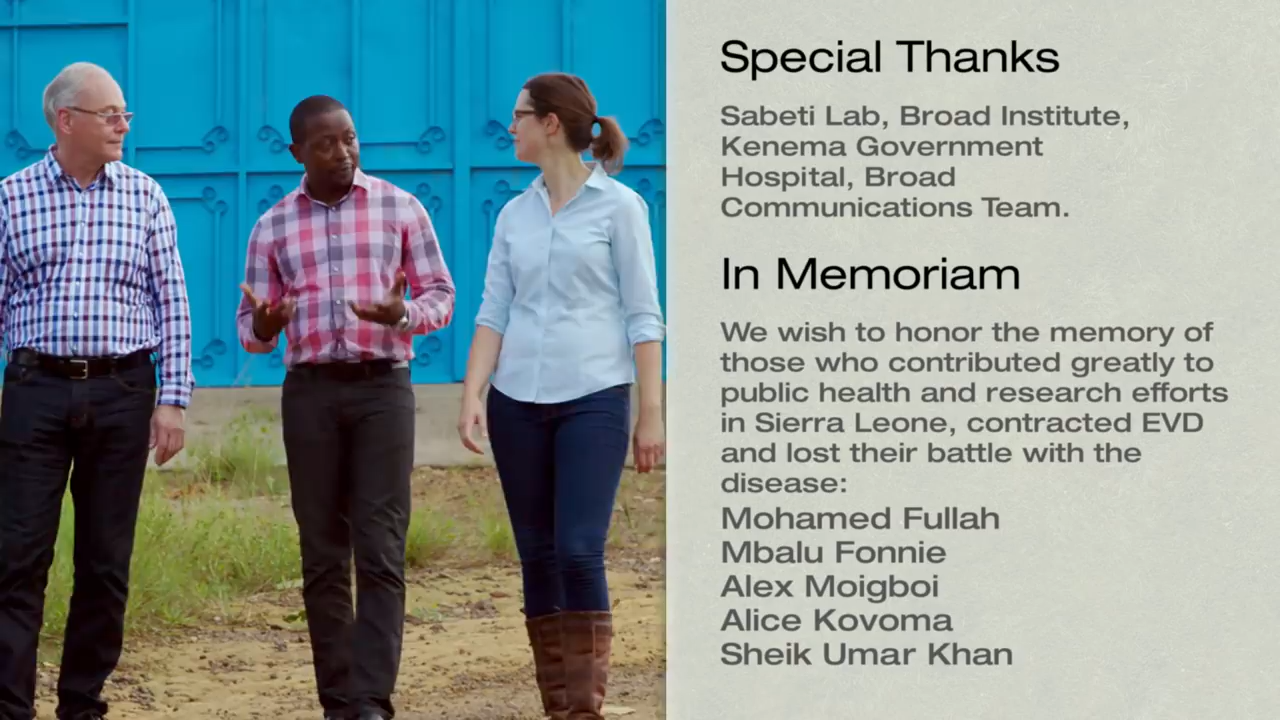 Special Thanks
Sabeti Lab, Broad Institute,
Kenema Government
Hospital, Broad
Communications Team.
In Memoriam
We wish to honor the memory of
those who contributed greatly to
public health and research efforts
in Sierra Leone, contracted EVD
and lost their battle with the
disease:
Mohamed Fullah
Mbalu Fonnie
Alex Moigboi
Alice Kovoma
Sheik Umar Khan